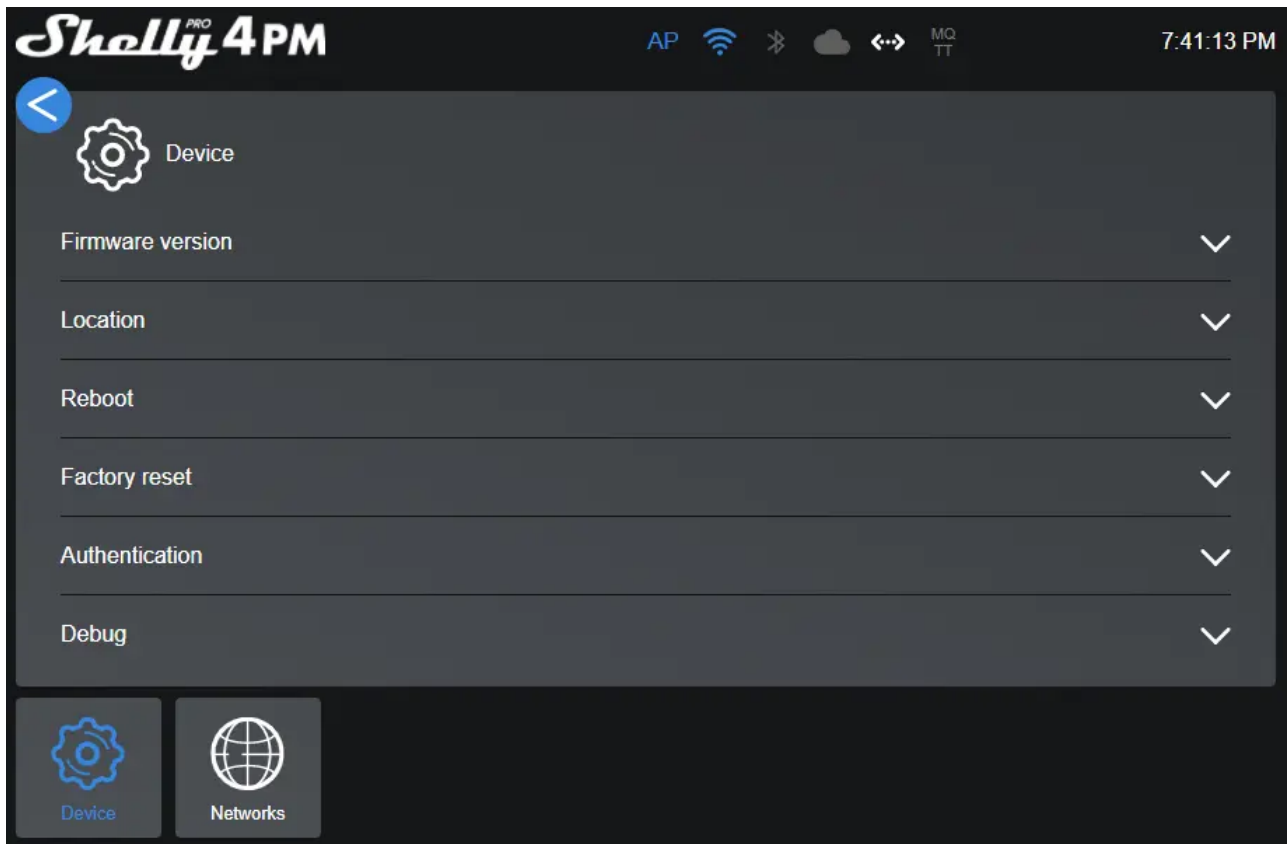 Shelly PRO 4PM
AP
MQ
TT
7:41:13 PM
Device
Firmware version
Location
Reboot
Factory reset
Authentication
Debug
Device
Networks